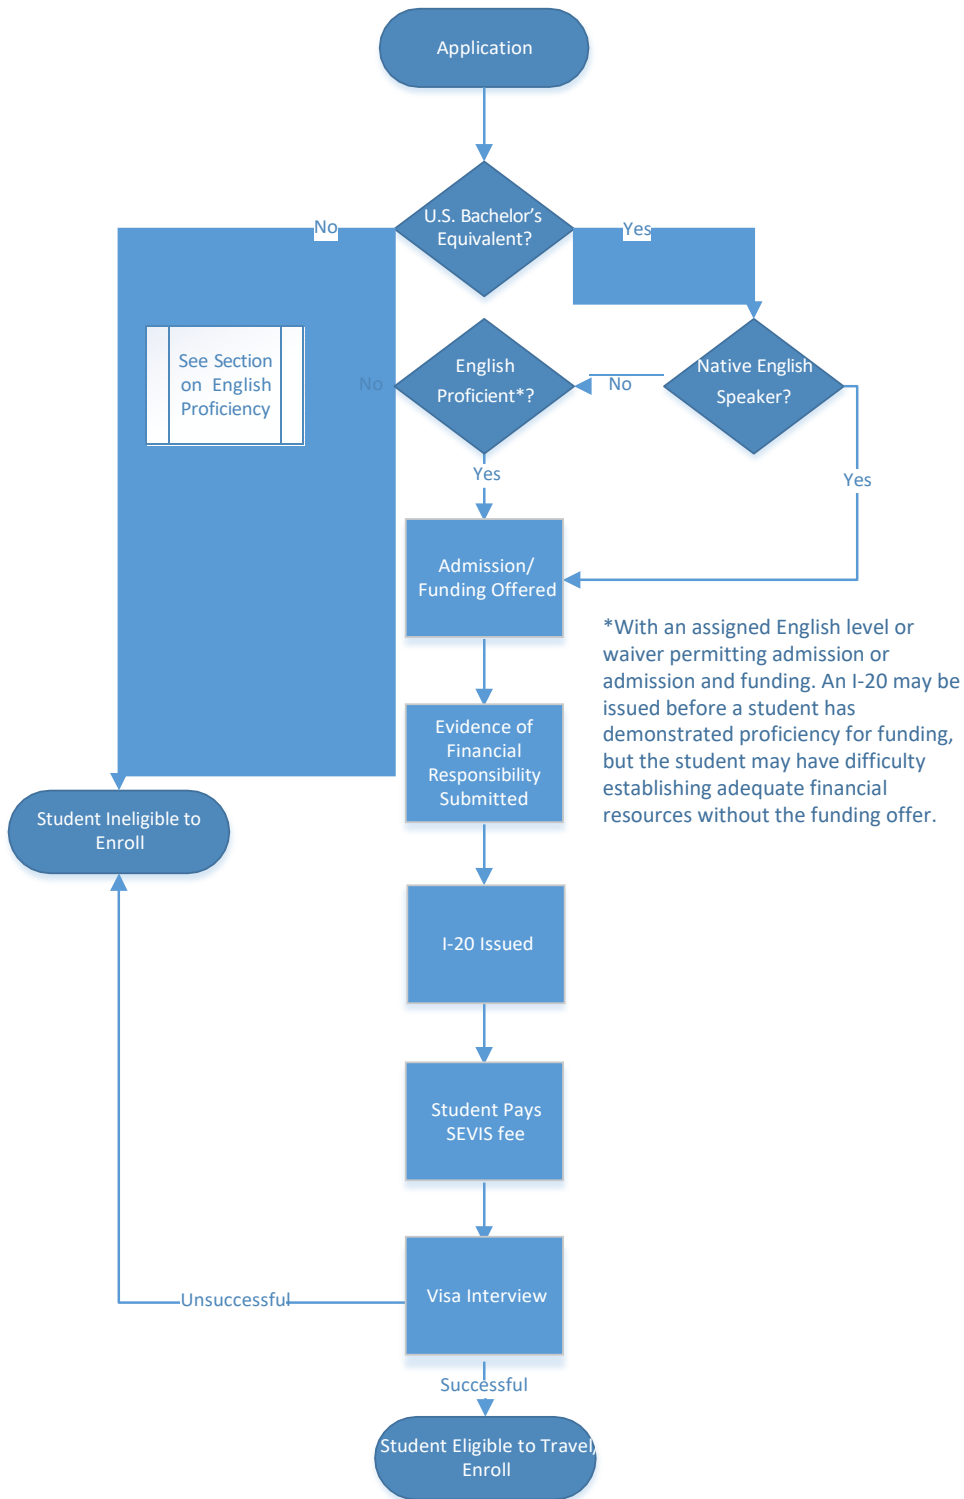 Application
U.S. Bachelor's
Equivalent?
No
Yes
See Section
on English
Proficiency
No
English
Proficient*?
No
Native English
Speaker?
Yes
Yes
Admission/
Funding Offered
*With an assigned English level or
waiver permitting admission or
admission and funding. An I-20 may be
issued before a student has
demonstrated proficiency for funding,
but the student may have difficulty
establishing adequate financial
resources without the funding offer.
Evidence of
Financial
Responsibility
Submitted
Student Ineligible to
Enroll
I-20 Issued
Student Pays
SEVIS fee
Visa Interview
Unsuccessful
Successful
Student Eligible to Travel/
Enroll